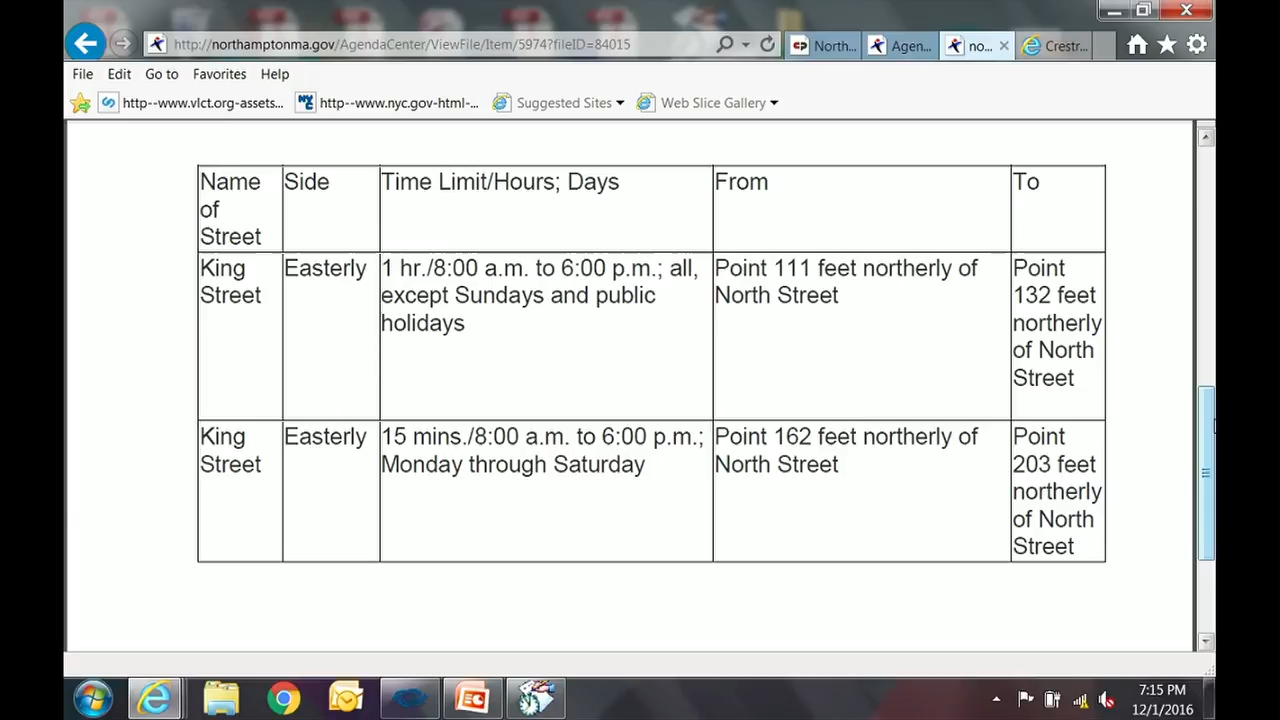 http://northamptonma.gov/AgendaCenter/ViewFile/Item/5974?fileID=84015
North...
Agen...
no...
Crestr...
File Edit Go to Favorites Help
http--www.vlct.org-assets... http--www.nyc.gov-html-... Suggested Sites Web Slice Gallery
Name of Street
Side
Time Limit/Hours; Days
From
To
King Street
Easterly
1 hr./8:00 a.m. to 6:00 p.m.; all,
except Sundays and public
holidays
Point 111 feet northerly of
North Street
Point
132 feet
northerly
of North
Street
King
Street
Easterly
15 mins./8:00 a.m. to 6:00 p.m.;
Monday through Saturday
Point 162 feet northerly of
North Street
Point
203 feet
northerly
of North
Street
7:15 PM
12/1/2016